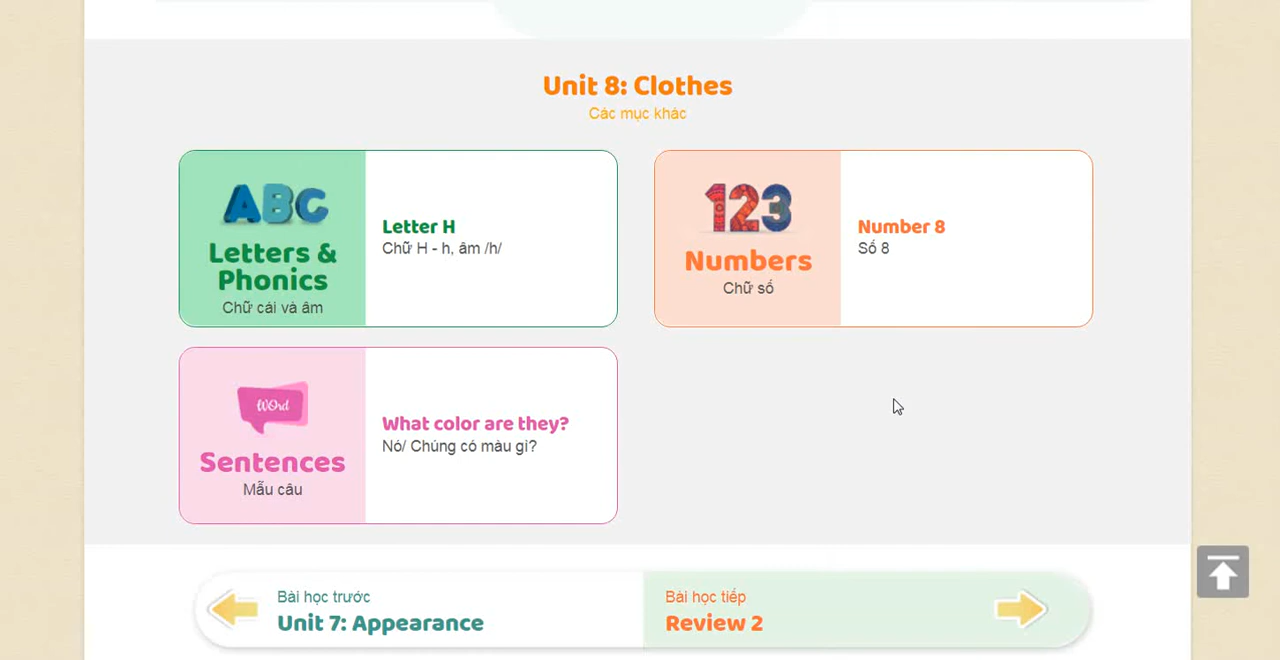 Unit 8: Clothes
Các mục khác
ABC
Letters &
Phonics
Chữ cái và âm
Letter H
Chữ H - h, âm /h/
123
Numbers
Chữ số
Number 8
Số 8
WOrd
Sentences
Mẫu câu
What color are they?
Nó/ Chúng có màu gì?
Bài học trước
Unit 7: Appearance
Bài học tiếp
Review 2